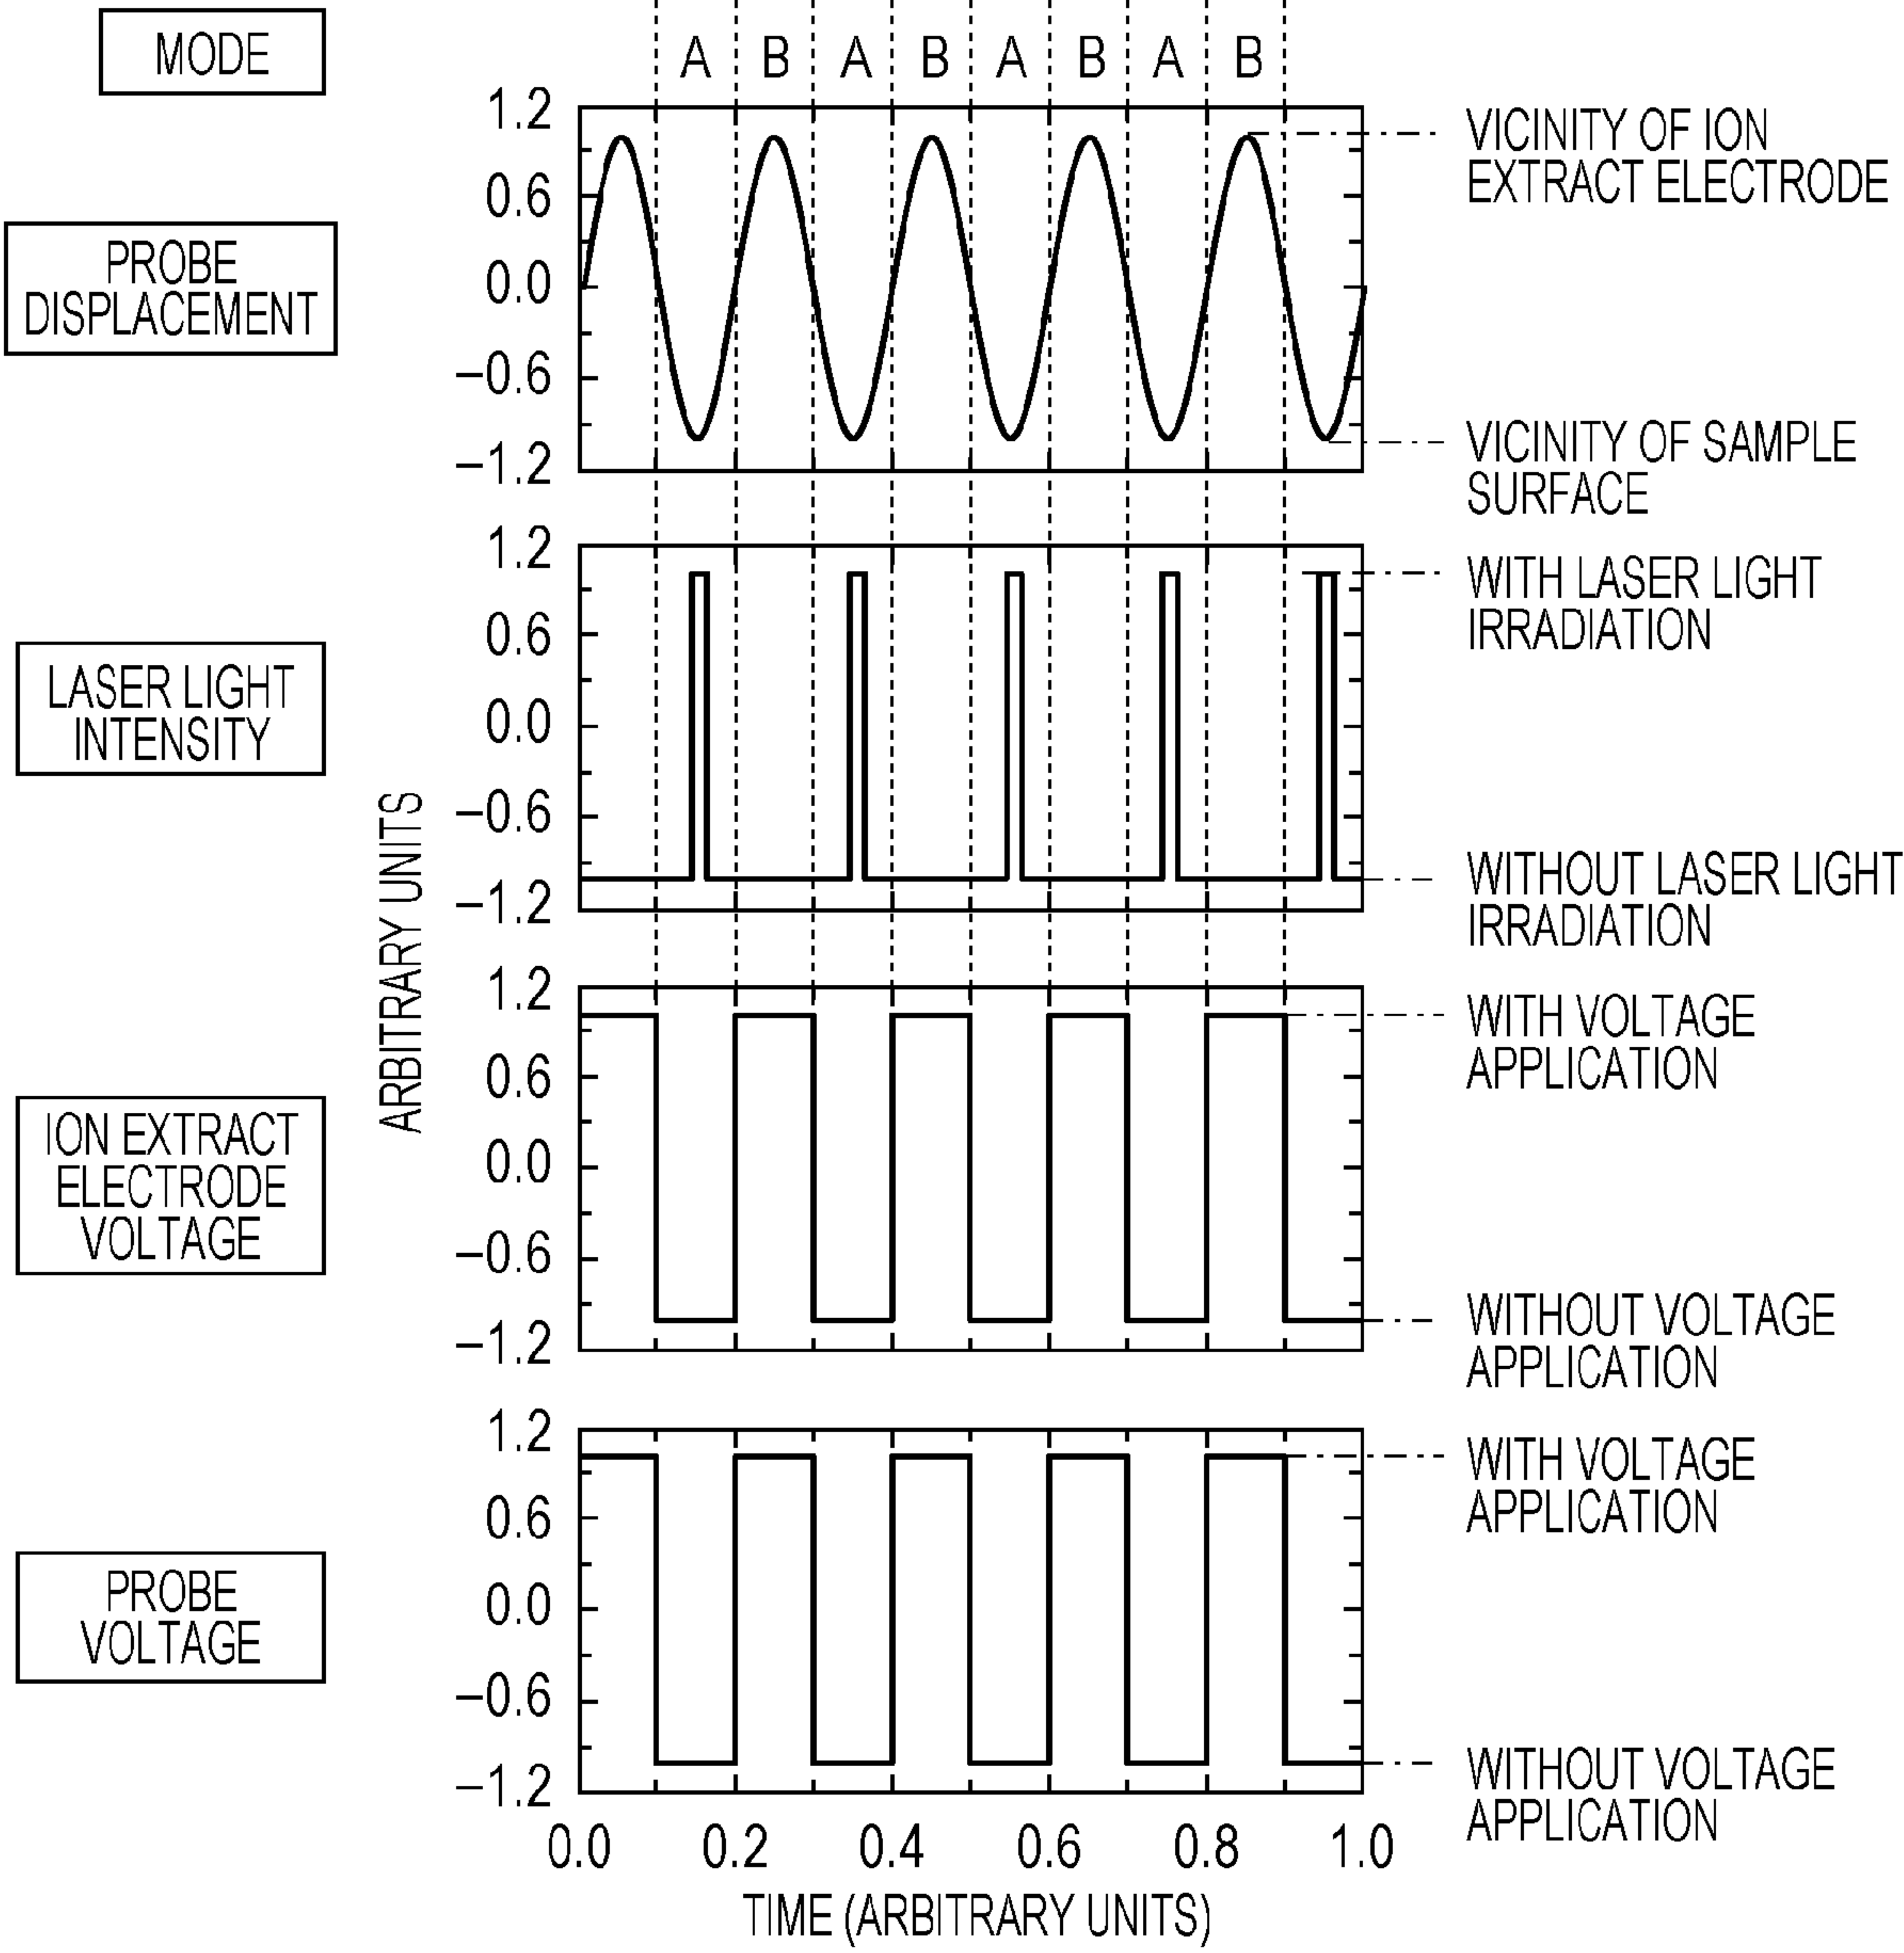 MODE
A B A B A B A B
1.2
0.6
0.0
−0.6
−1.2
PROBE
DISPLACEMENT
VICINITY OF ION
EXTRACT ELECTRODE
VICINITY OF SAMPLE
SURFACE
1.2
0.6
0.0
−0.6
−1.2
LASER LIGHT
INTENSITY
WITH LASER LIGHT
IRRADIATION
WITHOUT LASER LIGHT
IRRADIATION
ARBITRARY UNITS
1.2
0.6
0.0
−0.6
−1.2
ION EXTRACT
ELECTRODE
VOLTAGE
WITH VOLTAGE
APPLICATION
WITHOUT VOLTAGE
APPLICATION
1.2
0.6
0.0
−0.6
−1.2
PROBE
VOLTAGE
WITH VOLTAGE
APPLICATION
WITHOUT VOLTAGE
APPLICATION
0.0 0.2 0.4 0.6 0.8 1.0
TIME (ARBITRARY UNITS)